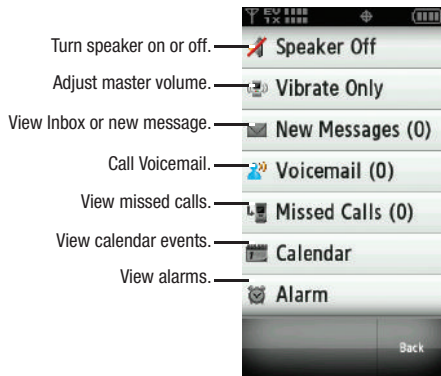 EV
1X
Turn speaker on or off.
Speaker Off
Adjust master volume.
Vibrate Only
View Inbox or new message.
New Messages (0)
Call Voicemail.
Voicemail (0)
View missed calls.
Missed Calls (0)
View calendar events.
Calendar
View alarms.
Alarm
Back